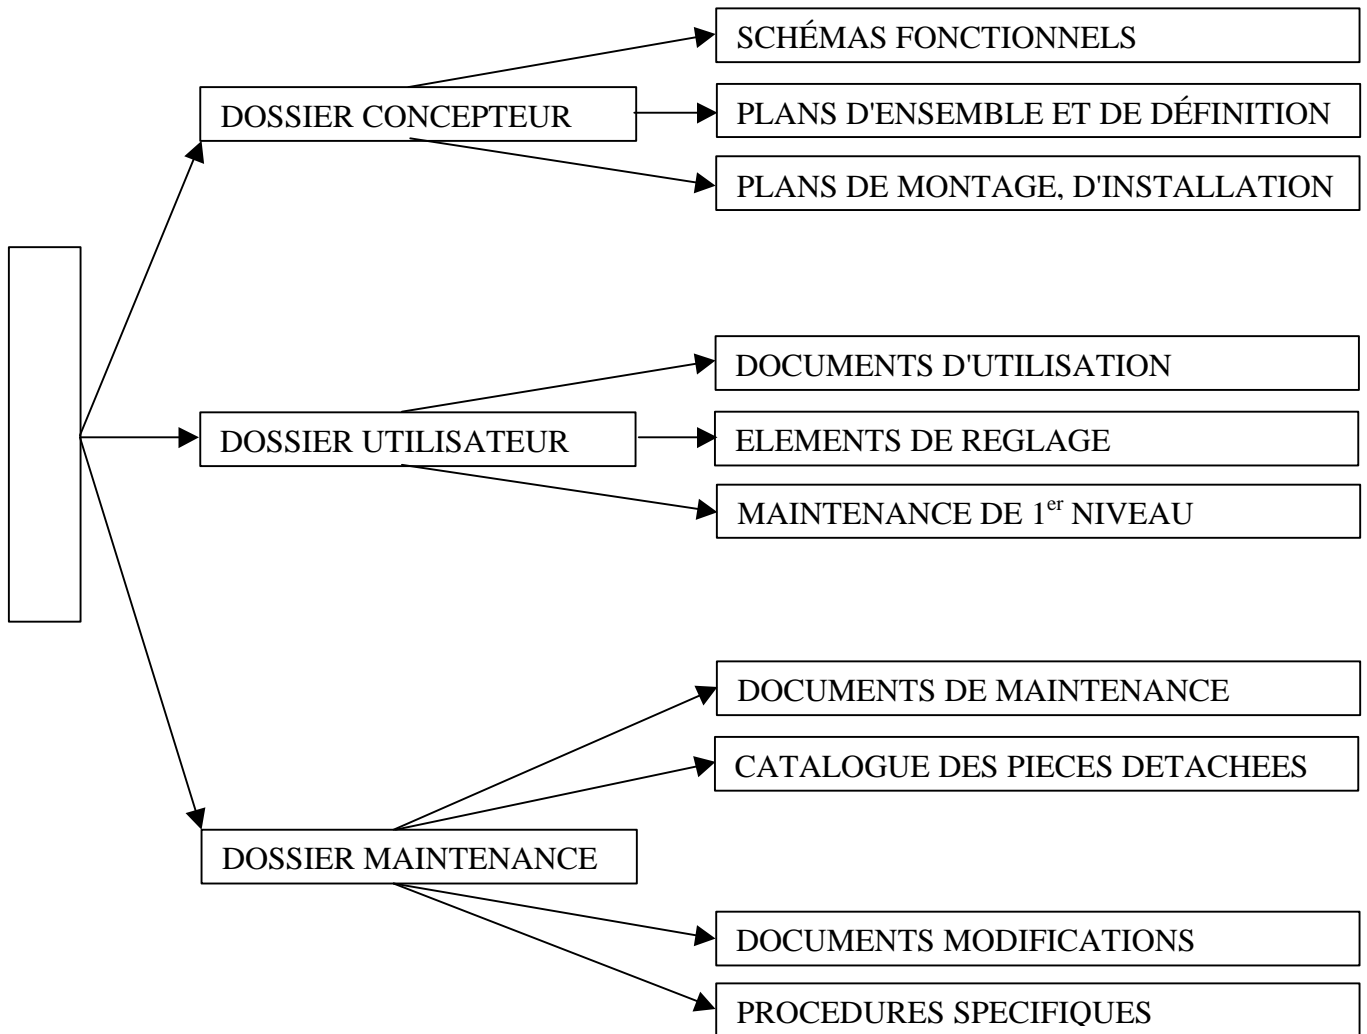 SCHÉMAS FONCTIONNELS
DOSSIER CONCEPTEUR
PLANS D'ENSEMBLE ET DE DÉFINITION
PLANS DE MONTAGE, D'INSTALLATION
DOCUMENTS D'UTILISATION
DOSSIER UTILISATEUR
ELEMENTS DE REGLAGE
MAINTENANCE DE 1er NIVEAU
DOCUMENTS DE MAINTENANCE
CATALOGUE DES PIECES DETACHEES
DOSSIER MAINTENANCE
DOCUMENTS MODIFICATIONS
PROCEDURES SPECIFIQUES